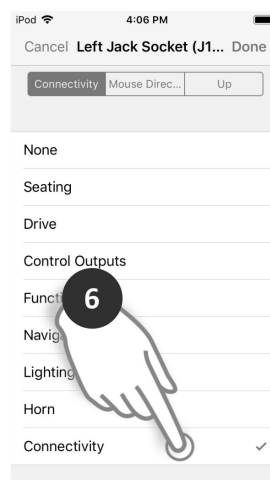 iPod 4:06 PM
Cancel Left Jack Socket (J1... Done
Connectivity Mouse Direc... Up
None
Seating
Drive
Control Outputs
6
Lighting
Horn
Connectivity